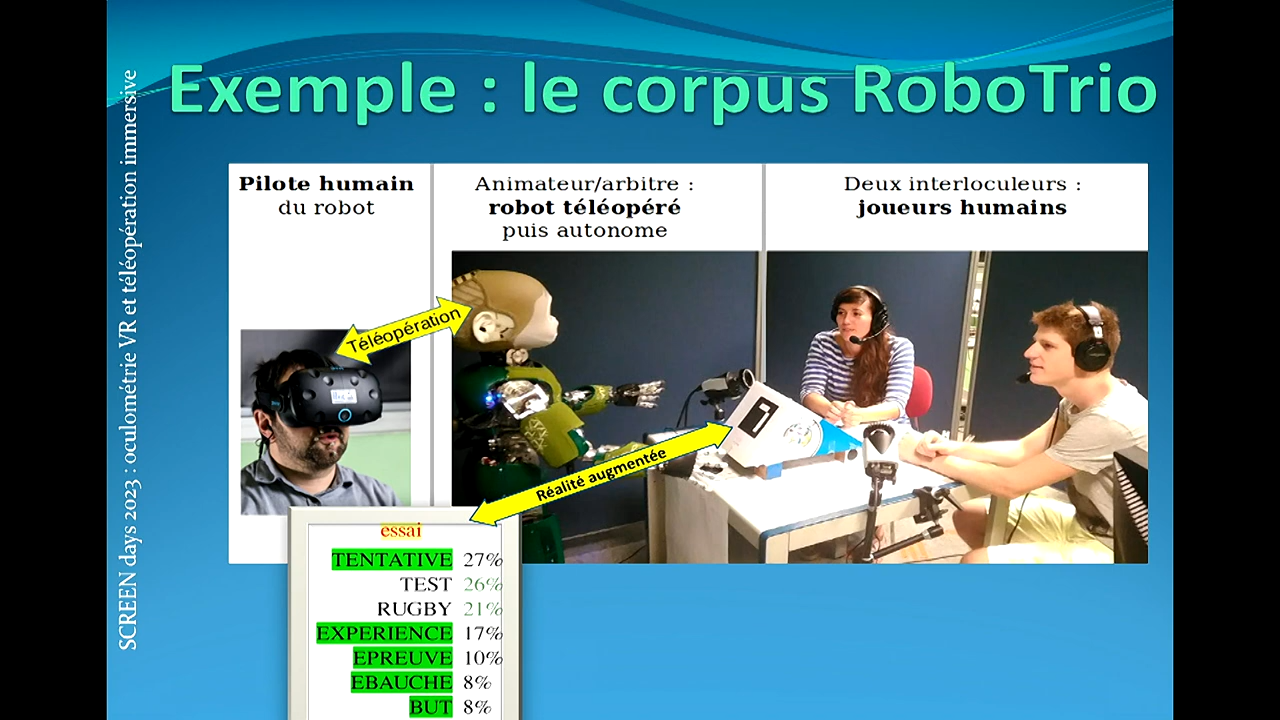 Exemple : le corpus RoboTrio
SCREEN days 2023 : oculométrie VR et téléopération immersive
Pilote humain
du robot
Animateur/arbitre :
robot téléopéré
puis autonome
Deux interloculeurs :
joueurs humains
Téléopération
Réalité augmentée
essai
TENTATIVE 27%
TEST 26%
RUGBY 21%
EXPERIENCE 17%
EPREUVE 10%
EBAUCHE 8%
BUT 8%